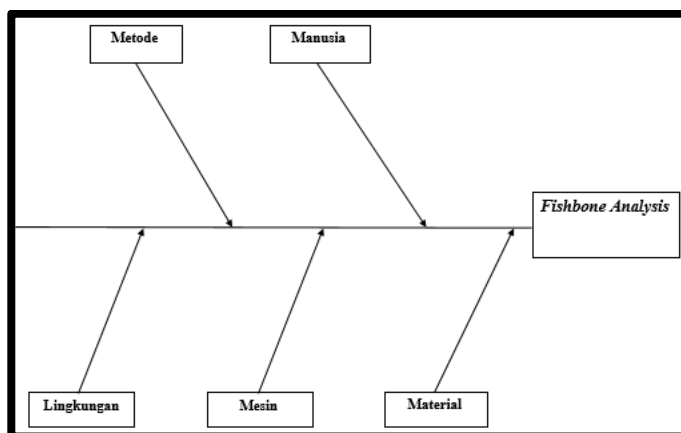 Metode
Manusia
Fishbone Analysis
Lingkungan
Mesin
Material